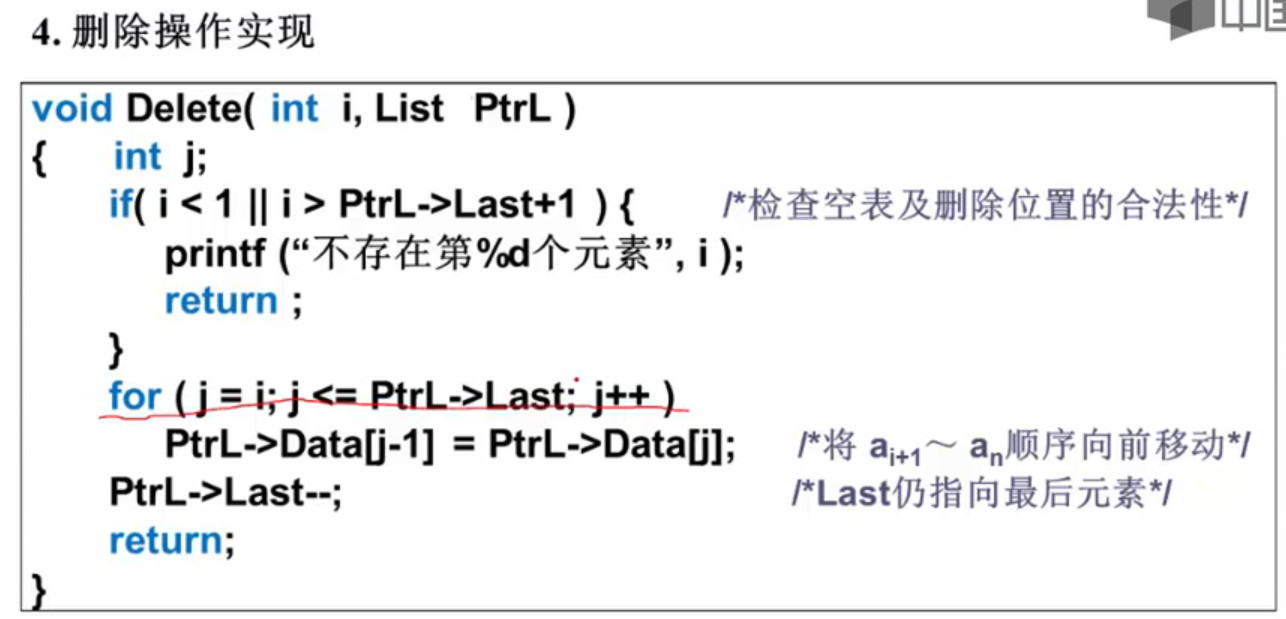 4. 删除操作实现
void Delete( int i, List PtrL )
{ int j;
if( i < 1 || i > PtrL->Last+1 ) { /*检查空表及删除位置的合法性*/
printf (“不存在第%d个元素”, i );
return ;
}
for ( j = i; j <= PtrL->Last; j++ )
PtrL->Data[j-1] = PtrL->Data[j]; /*将 aᵢ₊₁～ aₙ顺序向前移动*/
PtrL->Last--; /*Last仍指向最后元素*/
return;
}